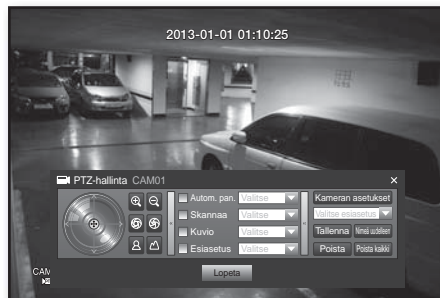 2013-01-01 01:10:25
PTZ-hallinta CAM01
Autom. pan. Valitse
Skannaa Valitse
Kuvio Valitse
Esiasetus Valitse
Kameran asetukset
Valitse esiasetus
Tallenna Nimeä uudelleen
Poista Poista kaikki
CAM
Lopeta